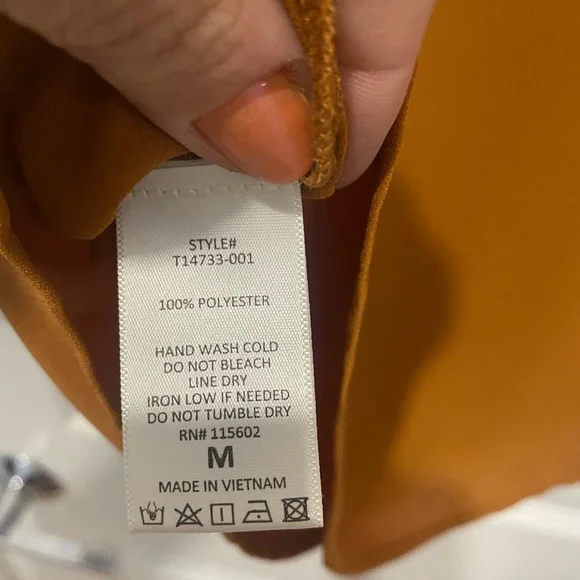 STYLE#
T14733-001
100% POLYESTER
HAND WASH COLD
DO NOT BLEACH
LINE DRY
IRON LOW IF NEEDED
DO NOT TUMBLE DRY
RN# 115602
M
MADE IN VIETNAM